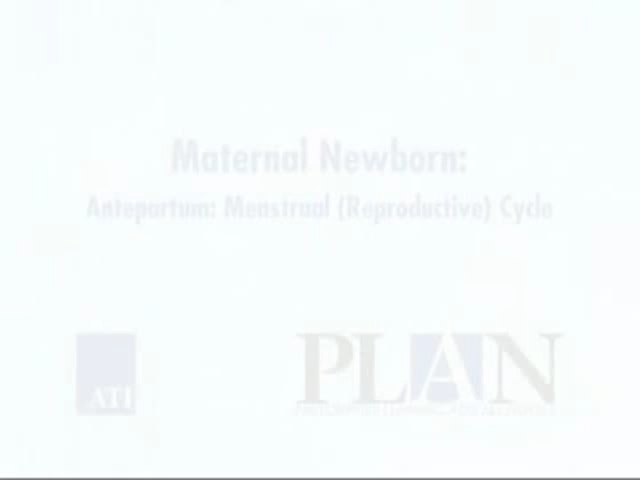 Maternal Newborn:
Antepartum: Menstrual (Reproductive) Cycle
ATI
PLAN